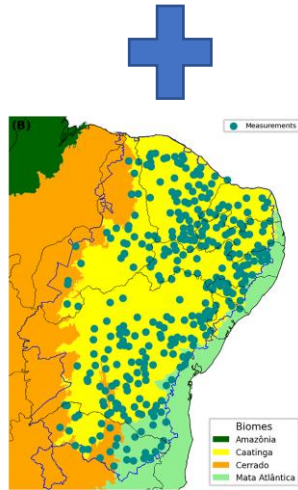 (B)
Measurements
Biomes
Amazônia
Caatinga
Cerrado
Mata Atlântica